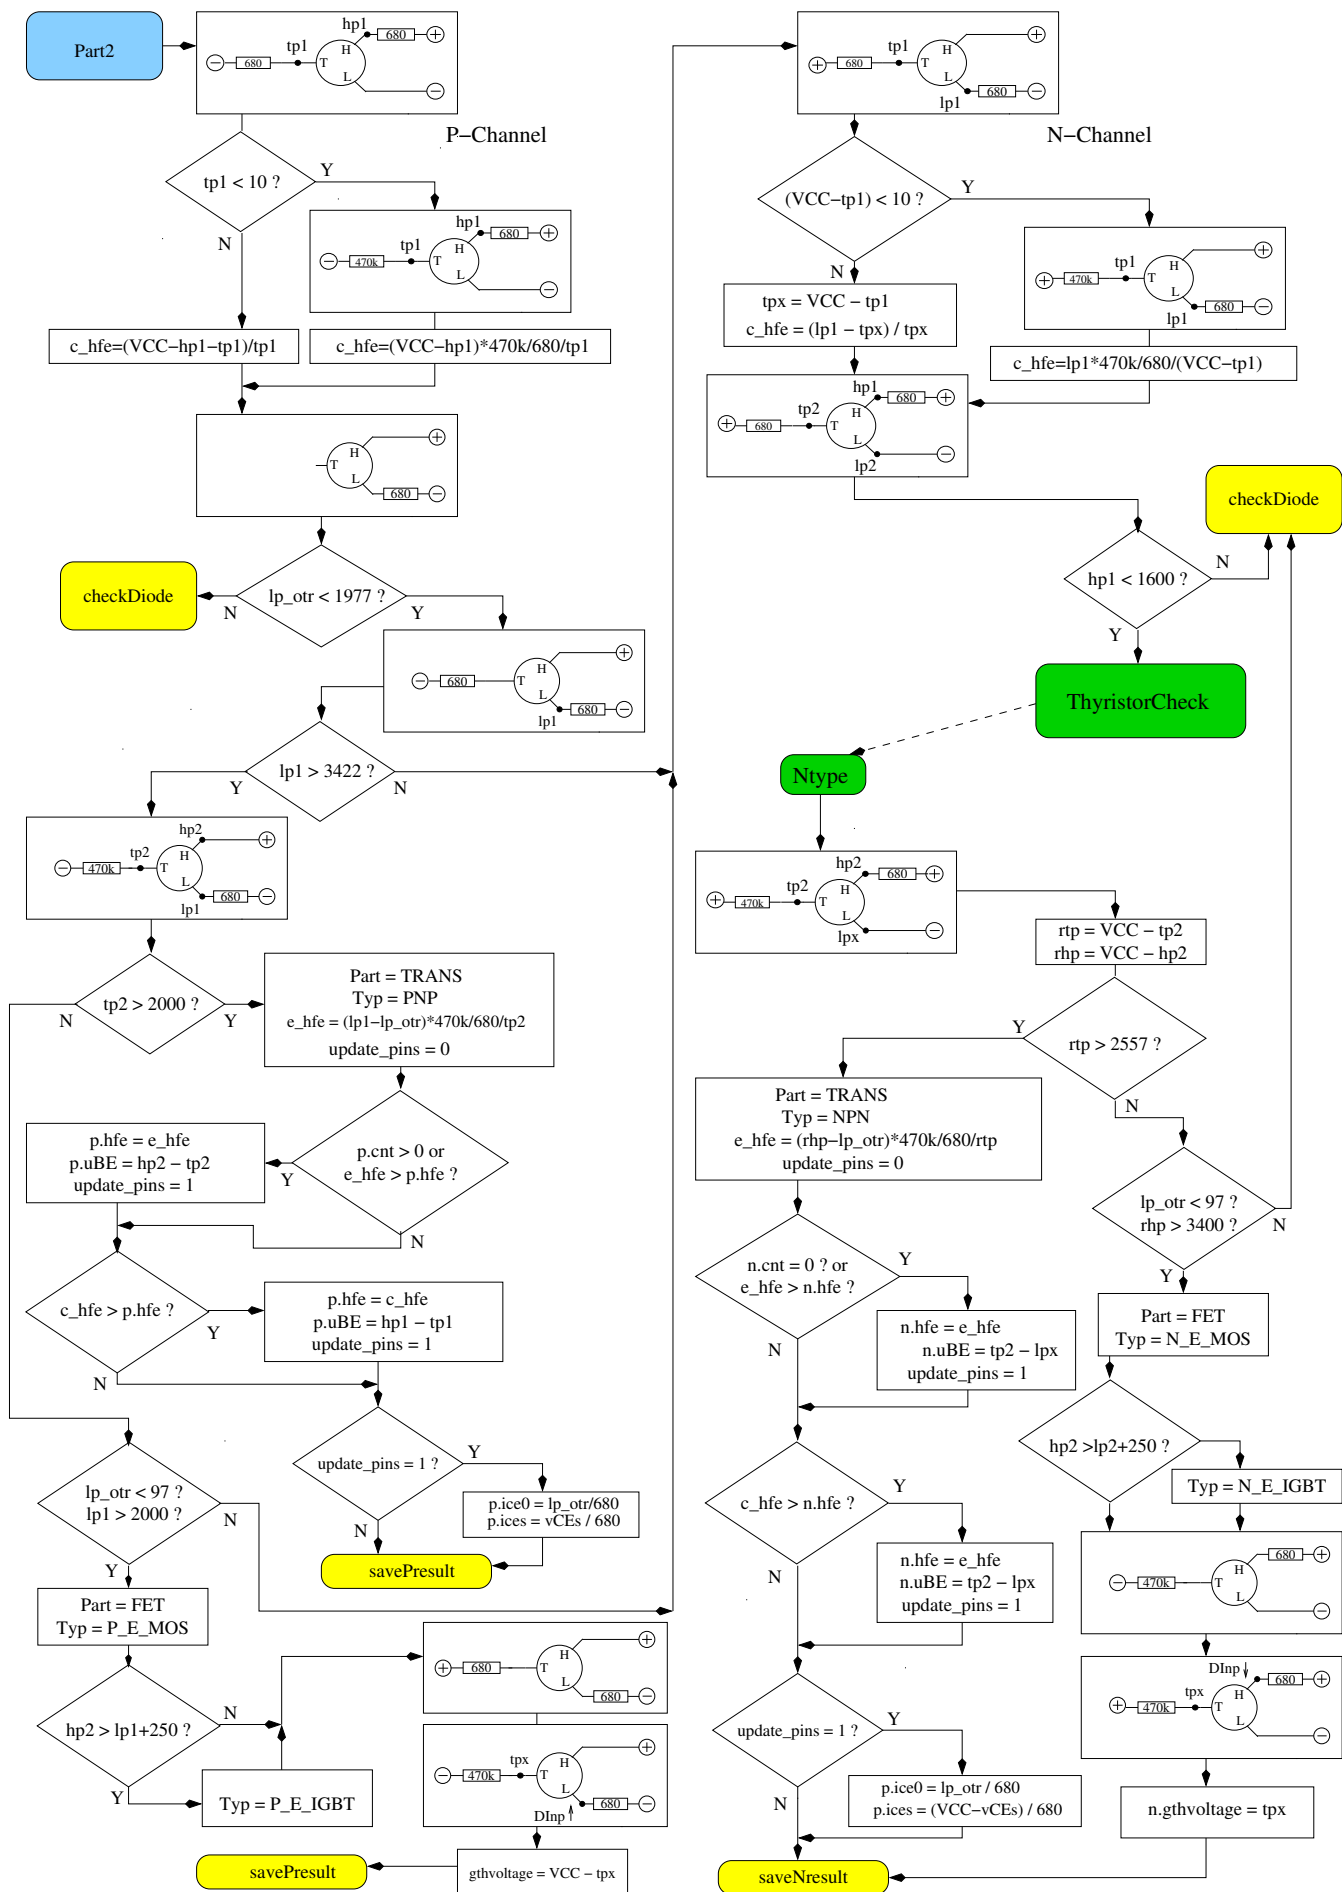 Part2
hp1
680
tp1
680
T
H
L
P−Channel
tp1 < 10 ?
Y
N
hp1
680
tp1
470k
T
H
L
c_hfe=(VCC-hp1-tp1)/tp1
c_hfe=(VCC-hp1)*470k/680/tp1
T
H
L
680
lp_otr < 1977 ?
N
Y
checkDiode
680
T
H
L
lp1
680
lp1 > 3422 ?
Y
N
hp2
tp2
470k
T
H
L
lp1
680
tp2 > 2000 ?
N
Y
Part = TRANS
Typ = PNP
e_hfe = (lp1−lp_otr)*470k/680/tp2
update_pins = 0
p.cnt > 0 or
e_hfe > p.hfe ?
Y
N
p.hfe = e_hfe
p.uBE = hp2 − tp2
update_pins = 1
c_hfe > p.hfe ?
Y
N
p.hfe = c_hfe
p.uBE = hp1 − tp1
update_pins = 1
update_pins = 1 ?
Y
N
p.ice0 = lp_otr/680
p.ices = vCEs / 680
savePresult
lp_otr < 97 ?
lp1 > 2000 ?
N
Y
Part = FET
Typ = P_E_MOS
hp2 > lp1+250 ?
N
Y
Typ = P_E_IGBT
680
T
H
L
680
tpx
470k
T
H
L
680
DInp
gthvoltage = VCC − tpx
savePresult
tp1
680
T
H
L
lp1
680
N−Channel
(VCC−tp1) < 10 ?
Y
N
tp1
470k
T
H
L
lp1
680
tpx = VCC − tp1
c_hfe = (lp1 − tpx) / tpx
c_hfe=lp1*470k/680/(VCC−tp1)
hp1
680
tp2
680
T
H
L
lp2
hp1 < 1600 ?
N
Y
checkDiode
ThyristorCheck
Ntype
hp2
680
tp2
470k
T
H
L
lpx
rtp = VCC − tp2
rhp = VCC − hp2
rtp > 2557 ?
Y
N
Part = TRANS
Typ = NPN
e_hfe = (rhp−lp_otr)*470k/680/rtp
update_pins = 0
lp_otr < 97 ?
rhp > 3400 ?
N
Y
n.cnt = 0 ? or
e_hfe > n.hfe ?
Y
N
n.hfe = e_hfe
n.uBE = tp2 − lpx
update_pins = 1
Part = FET
Typ = N_E_MOS
hp2 >lp2+250 ?
Y
N
Typ = N_E_IGBT
c_hfe > n.hfe ?
Y
N
n.hfe = e_hfe
n.uBE = tp2 − lpx
update_pins = 1
680
470k
T
H
L
DInp
680
tpx
470k
T
H
L
update_pins = 1 ?
Y
N
p.ice0 = lp_otr / 680
p.ices = (VCC−vCEs) / 680
n.gthvoltage = tpx
saveNresult